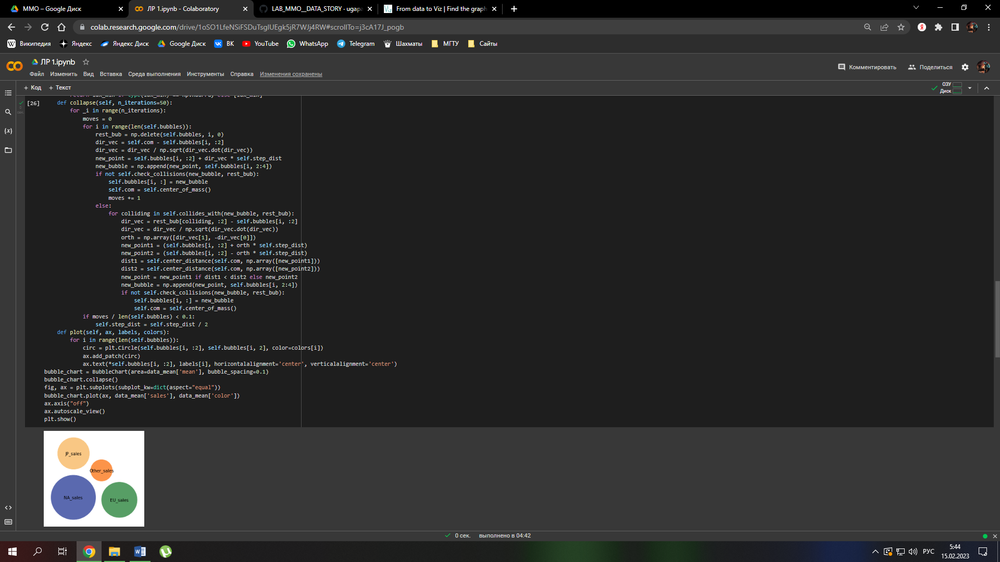 MMO – Google Диск
ЛР 1.ipynb - Colaboratory
LAB_MMO__DATA_STORY · ugapa
From data to Viz | Find the graph
colab.research.google.com/drive/1oSO1LfeNSiFSDuTsglUEgk5jR7WJj4RW#scrollTo=j3cA17J_pogb
Википедия
Яндекс
Яндекс Диск
Google Диск
ВК
YouTube
WhatsApp
Telegram
Шахматы
МГТУ
Сайты
ЛР 1.ipynb
Файл Изменить Вид Вставка Среда выполнения Инструменты Справка Изменения сохранены
Комментировать
Поделиться
+ Код + Текст
ОЗУ
Диск
return idx_min if type(idx_min) == np.ndarray else [idx_min]
[26] def collapse(self, n_iterations=50):
for _i in range(n_iterations):
moves = 0
for i in range(len(self.bubbles)):
rest_bub = np.delete(self.bubbles, i, 0)
dir_vec = self.com - self.bubbles[i, :2]
dir_vec = dir_vec / np.sqrt(dir_vec.dot(dir_vec))
new_point = self.bubbles[i, :2] + dir_vec * self.step_dist
new_bubble = np.append(new_point, self.bubbles[i, 2:4])
if not self.check_collisions(new_bubble, rest_bub):
self.bubbles[i, :] = new_bubble
self.com = self.center_of_mass()
moves += 1
else:
for colliding in self.collides_with(new_bubble, rest_bub):
dir_vec = rest_bub[colliding, :2] - self.bubbles[i, :2]
dir_vec = dir_vec / np.sqrt(dir_vec.dot(dir_vec))
orth = np.array([dir_vec[1], -dir_vec[0]])
new_point1 = (self.bubbles[i, :2] + orth * self.step_dist)
new_point2 = (self.bubbles[i, :2] - orth * self.step_dist)
dist1 = self.center_distance(self.com, np.array([new_point1]))
dist2 = self.center_distance(self.com, np.array([new_point2]))
new_point = new_point1 if dist1 < dist2 else new_point2
new_bubble = np.append(new_point, self.bubbles[i, 2:4])
if not self.check_collisions(new_bubble, rest_bub):
self.bubbles[i, :] = new_bubble
self.com = self.center_of_mass()
if moves / len(self.bubbles) < 0.1:
self.step_dist = self.step_dist / 2
def plot(self, ax, labels, colors):
for i in range(len(self.bubbles)):
circ = plt.Circle(self.bubbles[i, :2], self.bubbles[i, 2], color=colors[i])
ax.add_patch(circ)
ax.text(*self.bubbles[i, :2], labels[i], horizontalalignment='center', verticalalignment='center')
bubble_chart = BubbleChart(area=data_mean['mean'], bubble_spacing=0.1)
bubble_chart.collapse()
fig, ax = plt.subplots(subplot_kw=dict(aspect="equal"))
bubble_chart.plot(ax, data_mean['sales'], data_mean['color'])
ax.axis("off")
ax.autoscale_view()
plt.show()
JP_sales
Other_sales
NA_sales
EU_sales
0 сек. выполнено в 04:42
РУС
5:44
15.02.2023